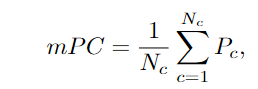 $mPC = \frac{1}{N_c} \sum_{c=1}^{N_c} P_c,$